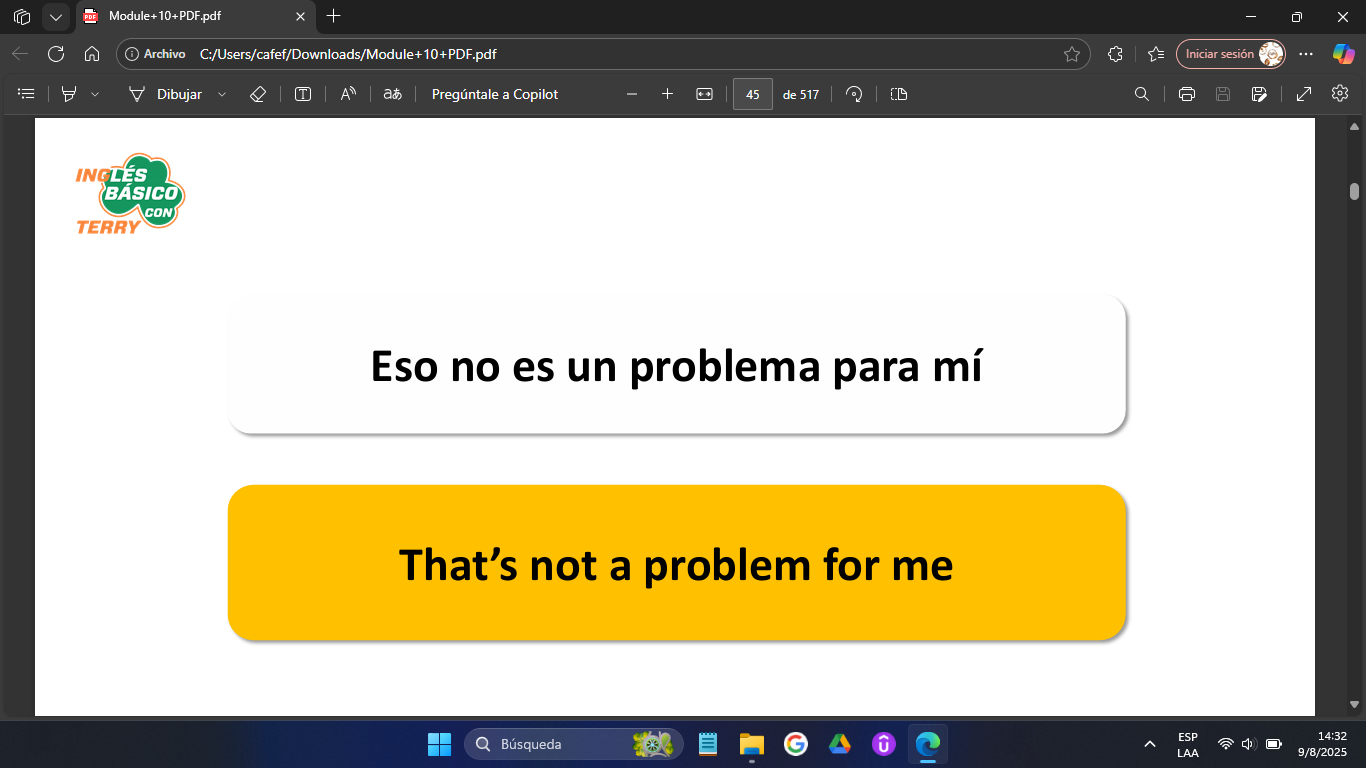 Module+10+PDF.pdf
Archivo C:/Users/cafef/Downloads/Module+10+PDF.pdf Iniciar sesión
Dibujar Pregúntale a Copilot 45 de 517
INGLÉS
BÁSICO
CON
TERRY
Eso no es un problema para mí
That’s not a problem for me
Búsqueda
ESP
LAA
14:32
9/8/2025